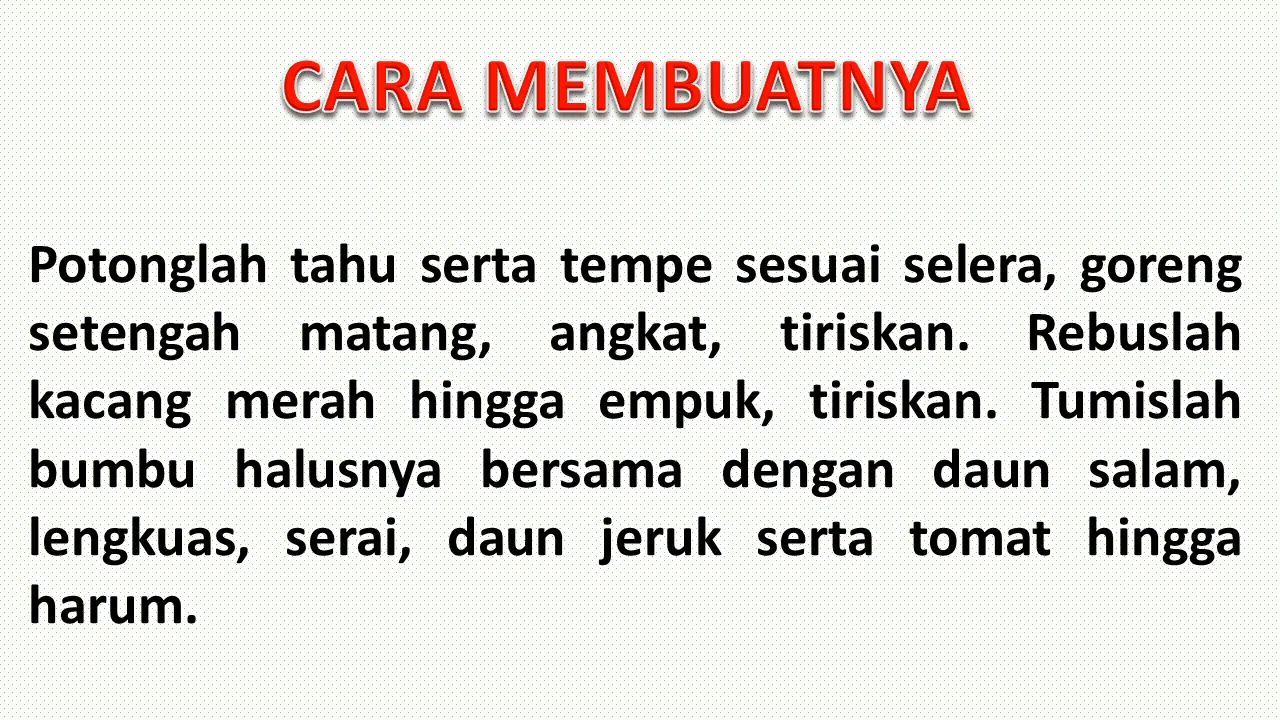 CARA MEMBUATNYA
Potonglah tahu serta tempe sesuai selera, goreng
setengah matang, angkat, tiriskan. Rebuslah
kacang merah hingga empuk, tiriskan. Tumislah
bumbu halusnya bersama dengan daun salam,
lengkuas, serai, daun jeruk serta tomat hingga
harum.